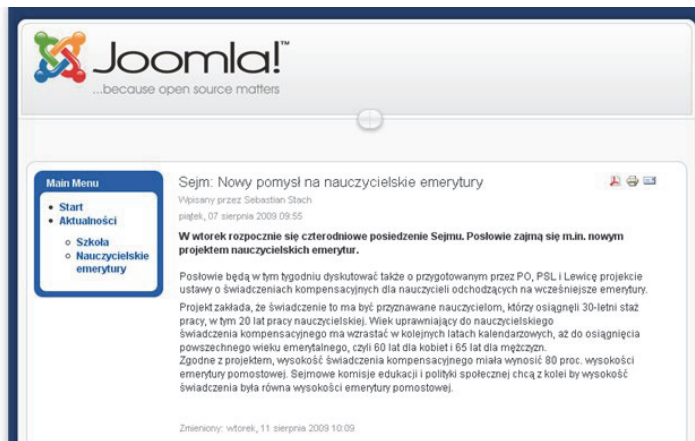 Joomla!™
...because open source matters
Main Menu
Start
Aktualności
Szkoła
Nauczycielskie
emerytury
Sejm: Nowy pomysł na nauczycielskie emerytury
Wpisany przez Sebastian Stach
piątek, 07 sierpnia 2009 09:55
W wtorek rozpocznie się czterodniowe posiedzenie Sejmu. Posłowie zajmą się m.in. nowym
projektem nauczycielskich emerytur.
Posłowie będą w tym tygodniu dyskutować także o przygotowanym przez PO, PSL i Lewicę projekcie
ustawy o świadczeniach kompensacyjnych dla nauczycieli odchodzących na wcześniejsze emerytury.
Projekt zakłada, że świadczenie to ma być przyznawane nauczycielom, którzy osiągnęli 30-letni staż
pracy, w tym 20 lat pracy nauczycielskiej. Wiek uprawniający do nauczycielskiego
świadczenia kompensacyjnego ma wzrastać w kolejnych latach kalendarzowych, aż do osiągnięcia
powszechnego wieku emerytalnego, czyli 60 lat dla kobiet i 65 lat dla mężczyzn.
Zgodne z projektem, wysokość świadczenia kompensacyjnego miała wynosić 80 proc. wysokości
emerytury pomostowej. Sejmowe komisje edukacji i polityki społecznej chcą z kolei by wysokość
świadczenia była równa wysokości emerytury pomostowej.
Zmieniony: wtorek, 11 sierpnia 2009 10:09